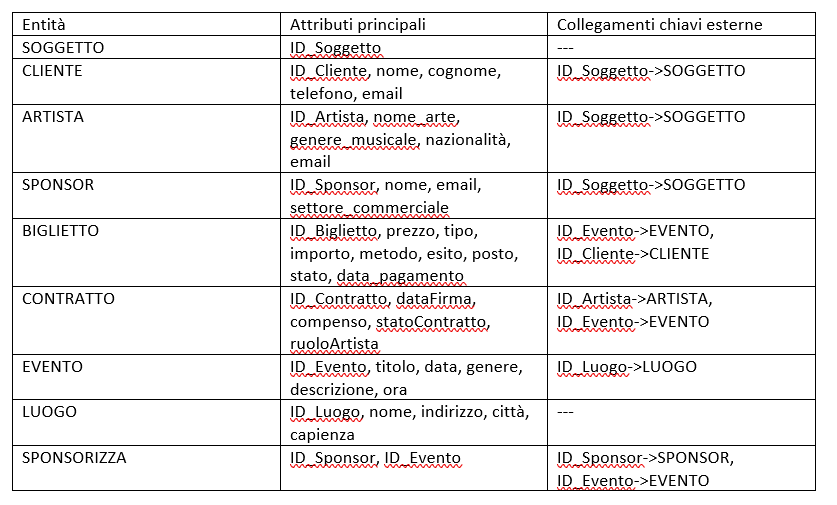 Entità Attributi principali Collegamenti chiavi esterne
SOGGETTO ID_Soggetto ---
CLIENTE ID_Cliente, nome, cognome, ID_Soggetto->SOGGETTO
telefono, email
ARTISTA ID_Artista, nome_arte, ID_Soggetto->SOGGETTO
genere_musicale, nazionalità,
email
SPONSOR ID_Sponsor, nome, email, ID_Soggetto->SOGGETTO
settore_commerciale
BIGLIETTO ID_Biglietto, prezzo, tipo, ID_Evento->EVENTO,
importo, metodo, esito, posto, ID_Cliente->CLIENTE
stato, data_pagamento
CONTRATTO ID_Contratto, dataFirma, ID_Artista->ARTISTA,
compenso, statoContratto, ID_Evento->EVENTO
ruoloArtista
EVENTO ID_Evento, titolo, data, genere, ID_Luogo->LUOGO
descrizione, ora
LUOGO ID_Luogo, nome, indirizzo, città, ---
capienza
SPONSORIZZA ID_Sponsor, ID_Evento ID_Sponsor->SPONSOR,
ID_Evento->EVENTO